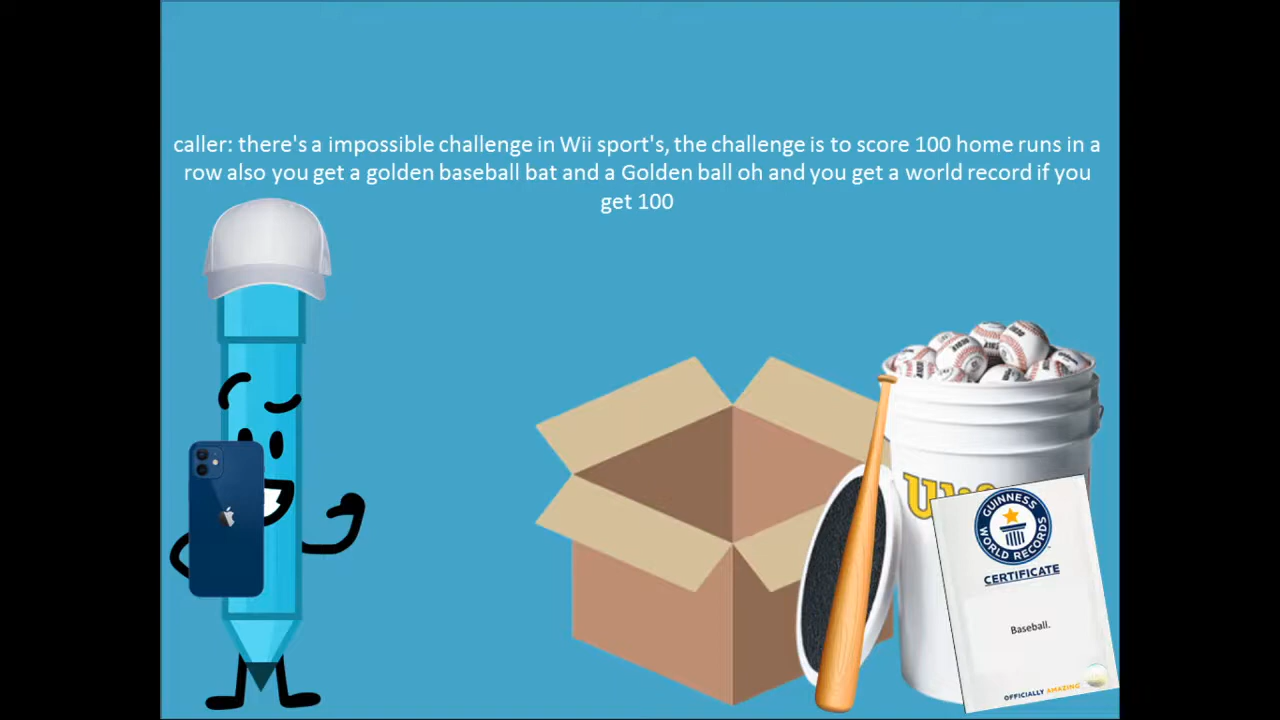 caller: there's a impossible challenge in Wii sport's, the challenge is to score 100 home runs in a
row also you get a golden baseball bat and a Golden ball oh and you get a world record if you
get 100
GUINNESS
WORLD RECORDS
CERTIFICATE
Baseball.
OFFICIALLY AMAZING